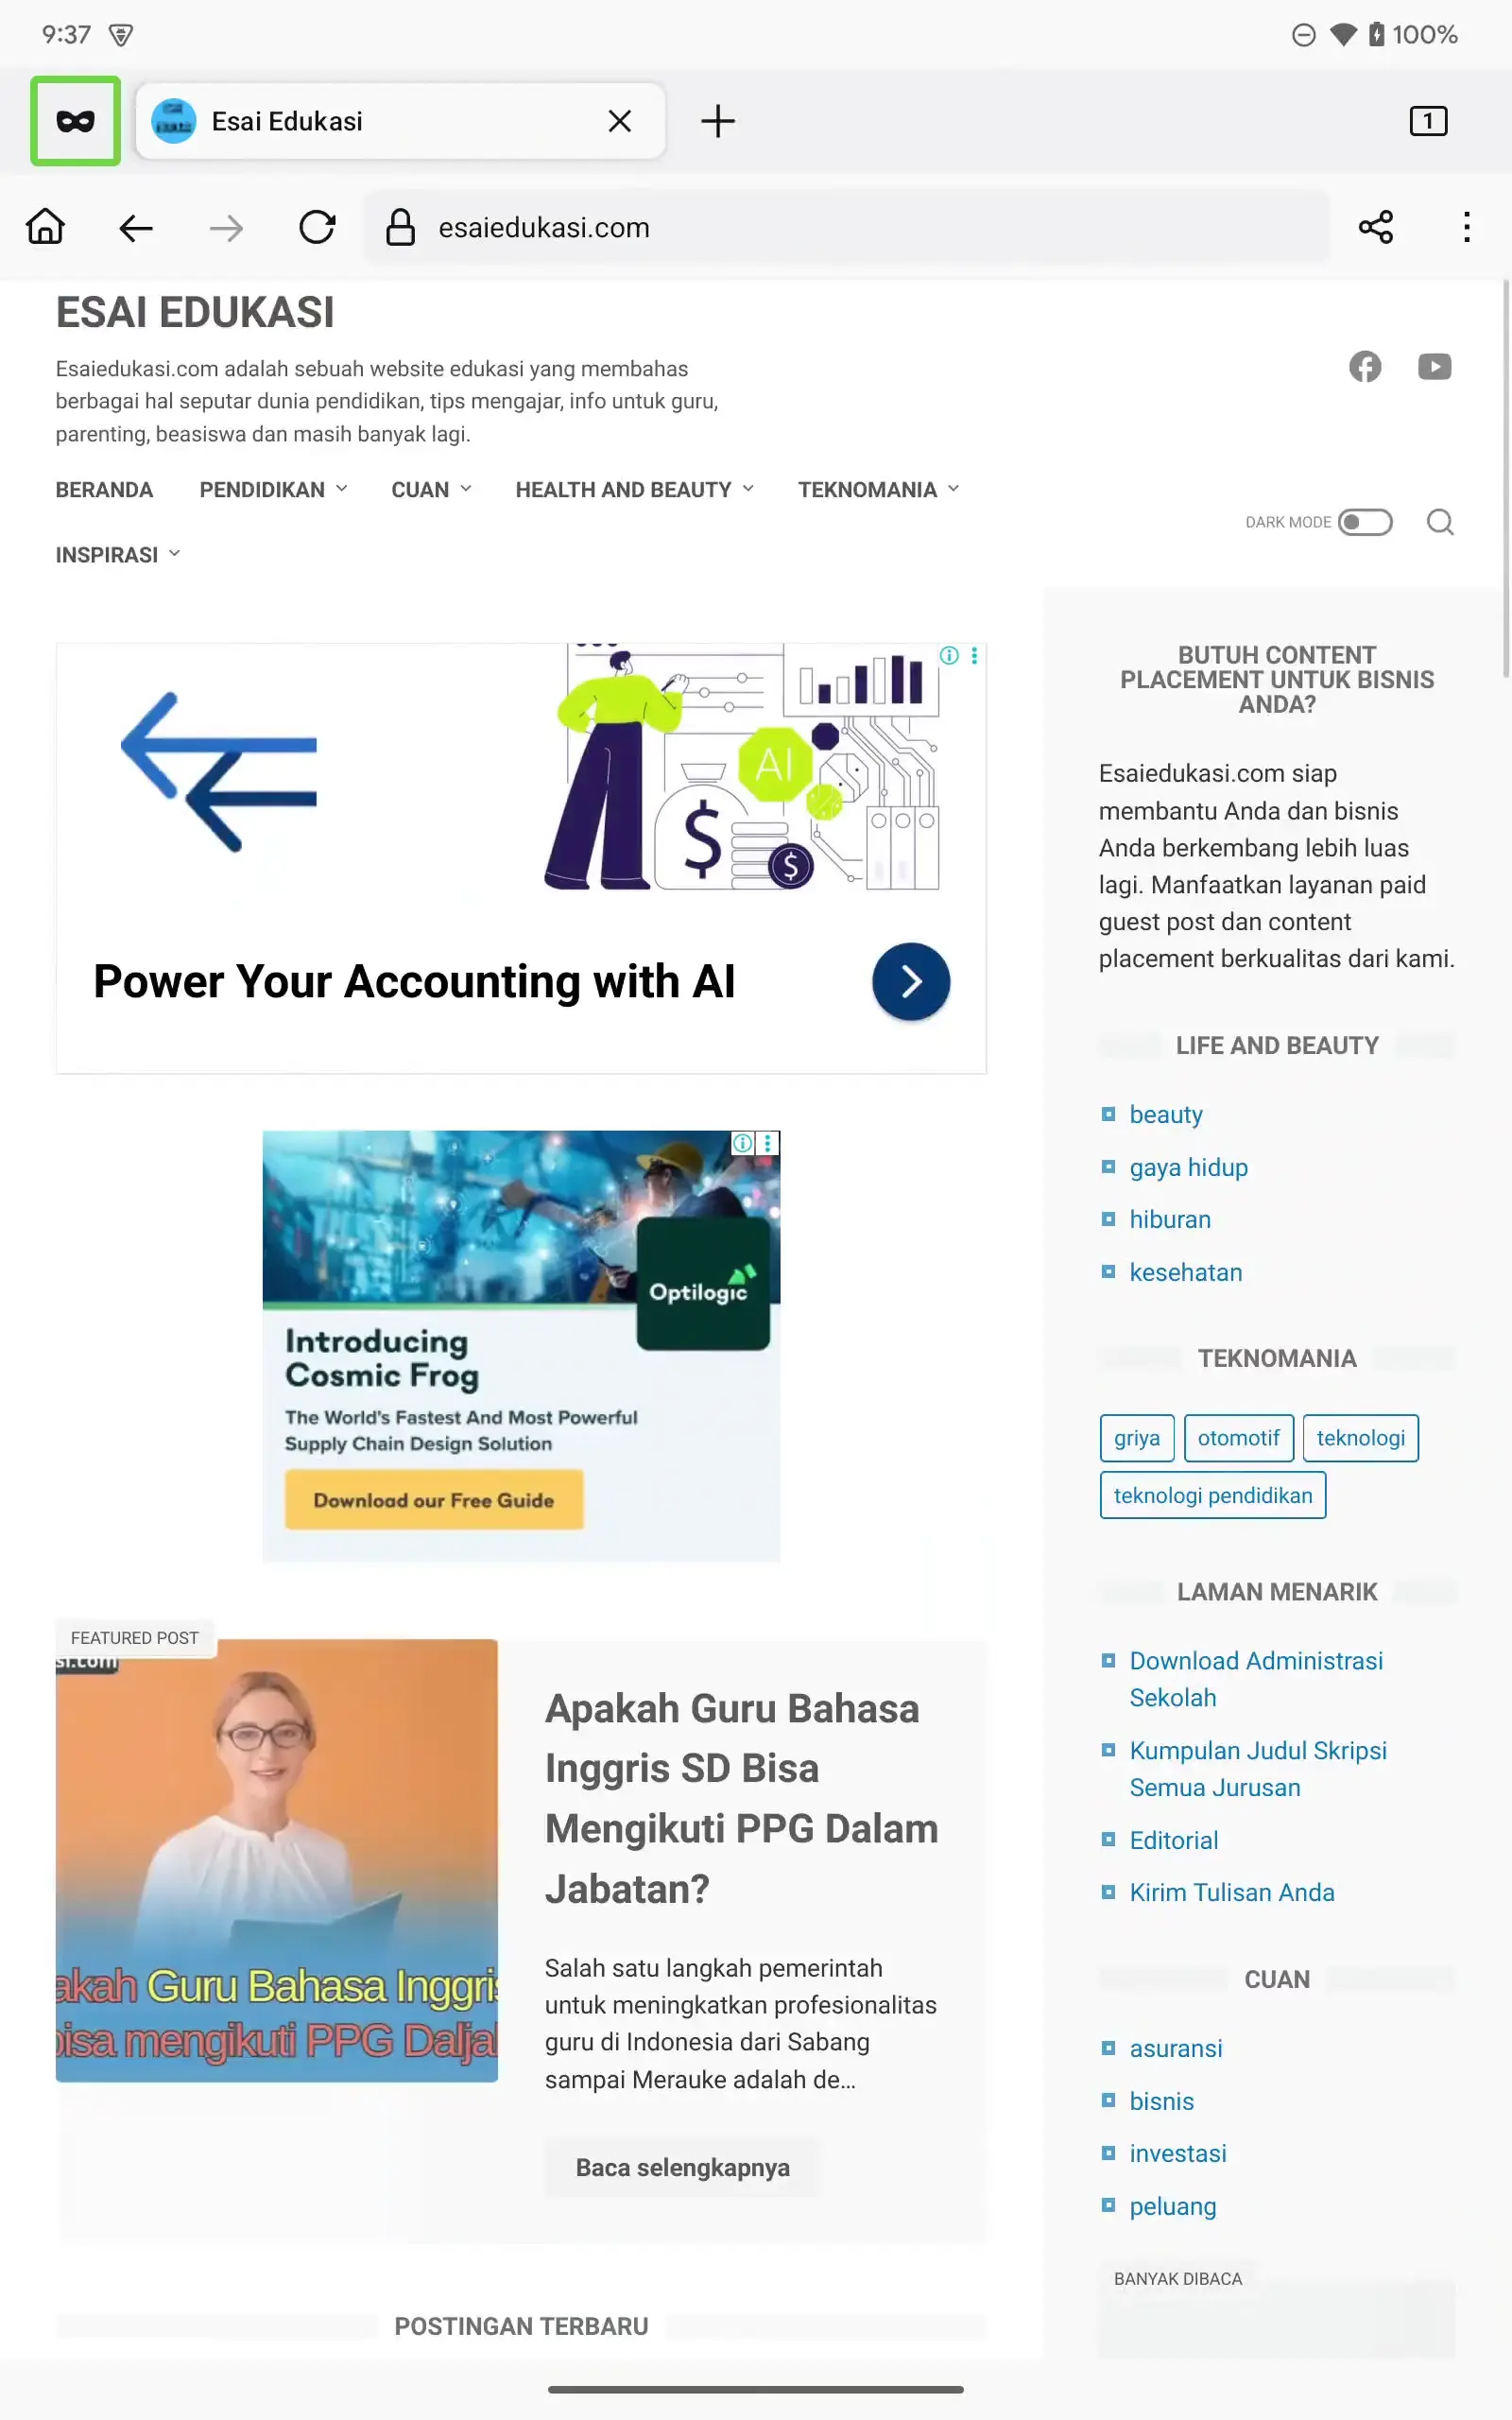 9:37
100%
Esai Edukasi
1
esaiedukasi.com
ESAI EDUKASI
Esaiedukasi.com adalah sebuah website edukasi yang membahas
berbagai hal seputar dunia pendidikan, tips mengajar, info untuk guru,
parenting, beasiswa dan masih banyak lagi.
BERANDA PENDIDIKAN CUAN HEALTH AND BEAUTY TEKNOMANIA
INSPIRASI
DARK MODE
AI
$
$
Power Your Accounting with AI
Optilogic
Introducing
Cosmic Frog
The World's Fastest And Most Powerful
Supply Chain Design Solution
Download our Free Guide
FEATURED POST
si.com
akah Guru Bahasa Inggris
bisa mengikuti PPG Daljab
Apakah Guru Bahasa
Inggris SD Bisa
Mengikuti PPG Dalam
Jabatan?
Salah satu langkah pemerintah
untuk meningkatkan profesionalitas
guru di Indonesia dari Sabang
sampai Merauke adalah de...
Baca selengkapnya
POSTINGAN TERBARU
BUTUH CONTENT
PLACEMENT UNTUK BISNIS
ANDA?
Esaiedukasi.com siap
membantu Anda dan bisnis
Anda berkembang lebih luas
lagi. Manfaatkan layanan paid
guest post dan content
placement berkualitas dari kami.
LIFE AND BEAUTY
beauty
gaya hidup
hiburan
kesehatan
TEKNOMANIA
griya otomotif teknologi
teknologi pendidikan
LAMAN MENARIK
Download Administrasi
Sekolah
Kumpulan Judul Skripsi
Semua Jurusan
Editorial
Kirim Tulisan Anda
CUAN
asuransi
bisnis
investasi
peluang
BANYAK DIBACA